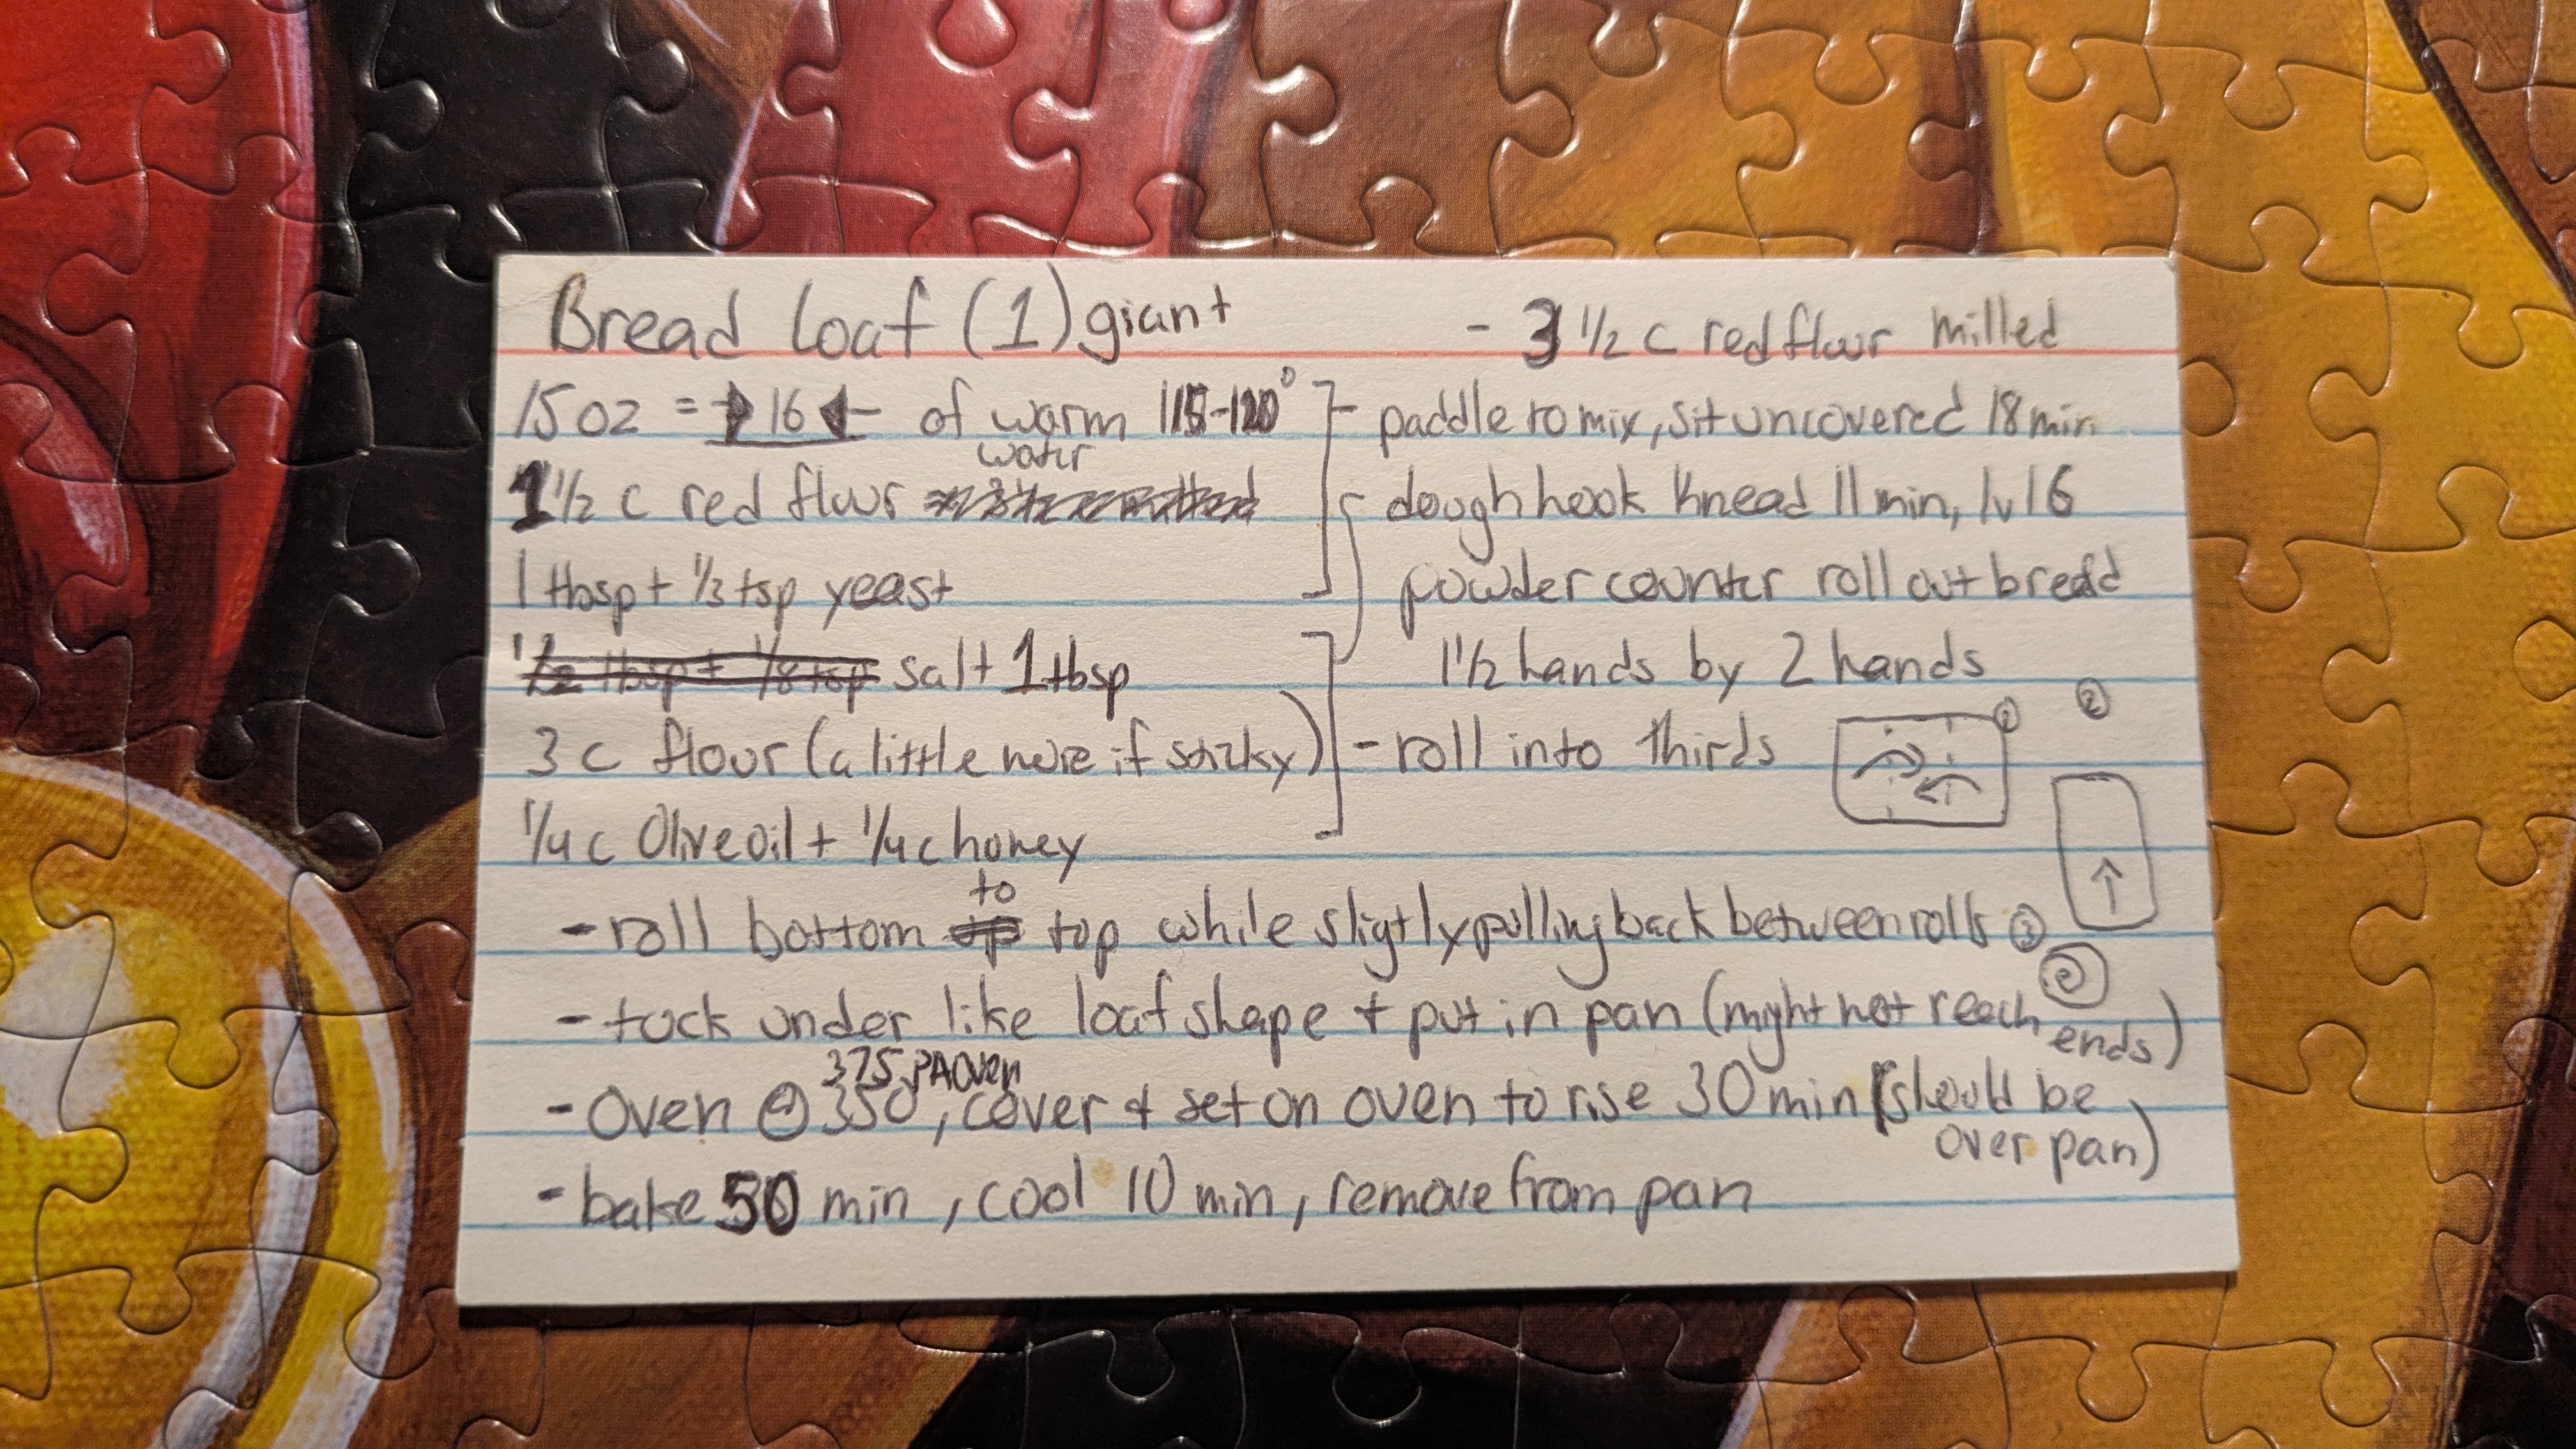 Bread loaf (1) giant
- 3 1/2 c red flour milled
15 oz = → 16 ← of warm 115-120°
water
1 1/2 c red flour
1 tbsp + 1/3 tsp yeast
1/2 tbsp + 1/8 tsp salt 1 tbsp
3 c flour (a little more if sticky)
1/4 c Olive oil + 1/4 c honey
- paddle to mix, sit uncovered 18 min
dough hook knead 11 min, lvl 6
powder counter roll out bread
1 1/2 hands by 2 hands
- roll into thirds
1
2
to
- roll bottom top while sligtly pulling back between rolls 3
- tuck under like loaf shape + put in pan (might not reach
ends)
375 PA Oven
- Oven @ 350, cover + set on oven to rise 30 min (should be
over pan)
- bake 50 min, cool 10 min, remove from pan